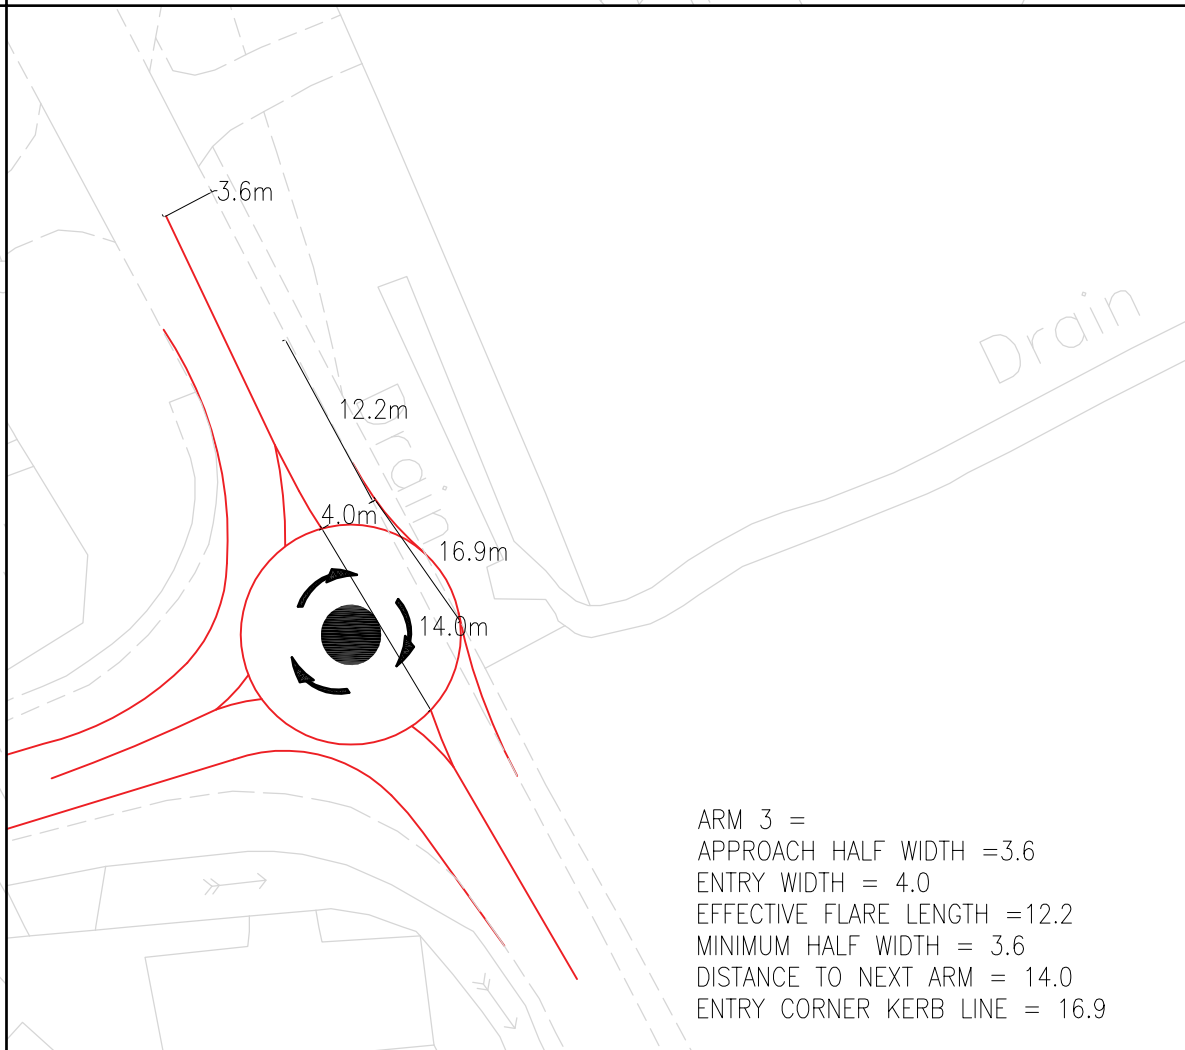 3.6m
Drain
12.2m
Drain
4.0m
16.9m
14.0m
ARM 3 =
APPROACH HALF WIDTH =3.6
ENTRY WIDTH = 4.0
EFFECTIVE FLARE LENGTH =12.2
MINIMUM HALF WIDTH = 3.6
DISTANCE TO NEXT ARM = 14.0
ENTRY CORNER KERB LINE = 16.9